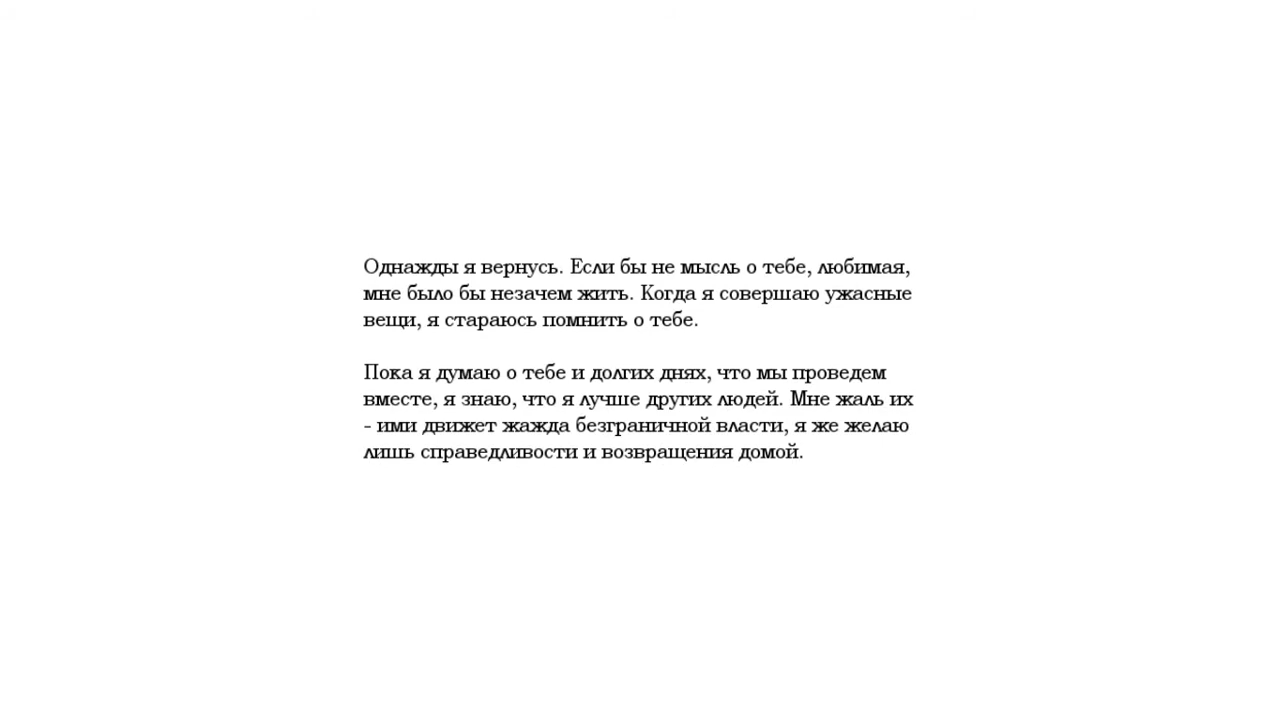 Однажды я вернусь. Если бы не мысль о тебе, любимая,
мне было бы незачем жить. Когда я совершаю ужасные
вещи, я стараюсь помнить о тебе.
Пока я думаю о тебе и долгих днях, что мы проведем
вместе, я знаю, что я лучше других людей. Мне жаль их
- ими движет жажда безграничной власти, я же желаю
лишь справедливости и возвращения домой.